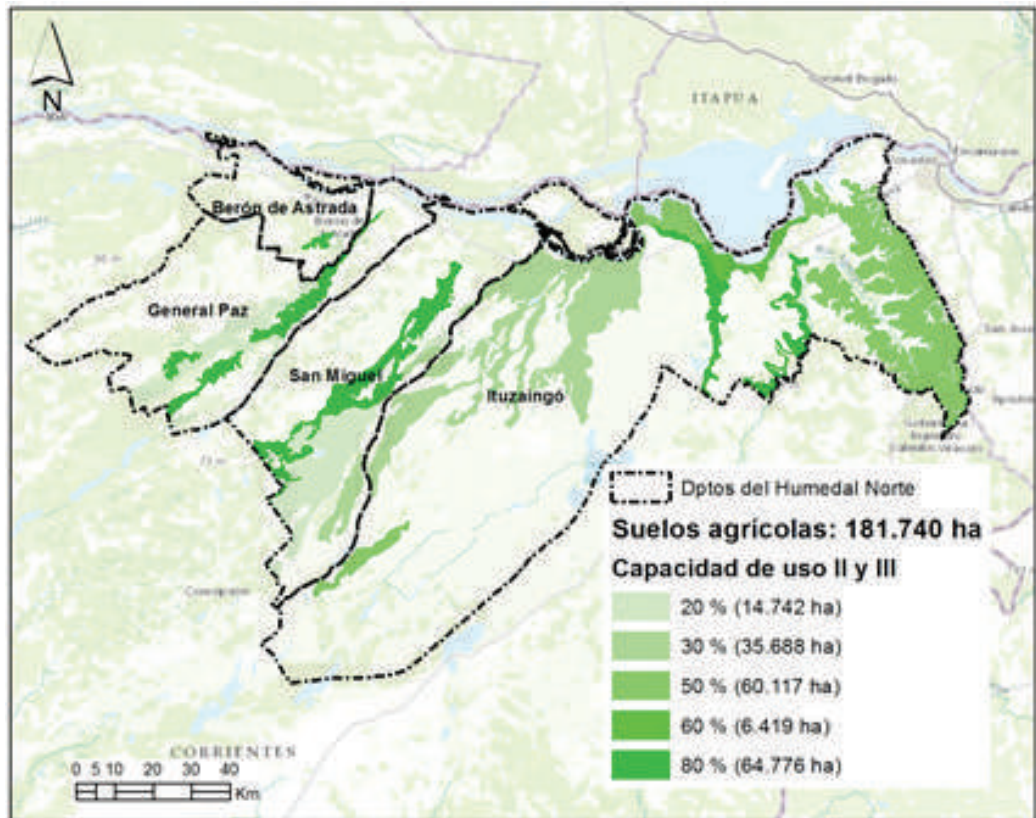 ITAPUA
N
Berón de Astrada
General Paz
San Miguel
Ituzaingó
73 m
Dptos del Humedal Norte
Suelos agrícolas: 181.740 ha
Capacidad de uso II y III
20 % (14.742 ha)
30 % (35.688 ha)
50 % (60.117 ha)
60 % (6.419 ha)
80 % (64.776 ha)
CORRIENTES
0 5 10 20 30 40
Km